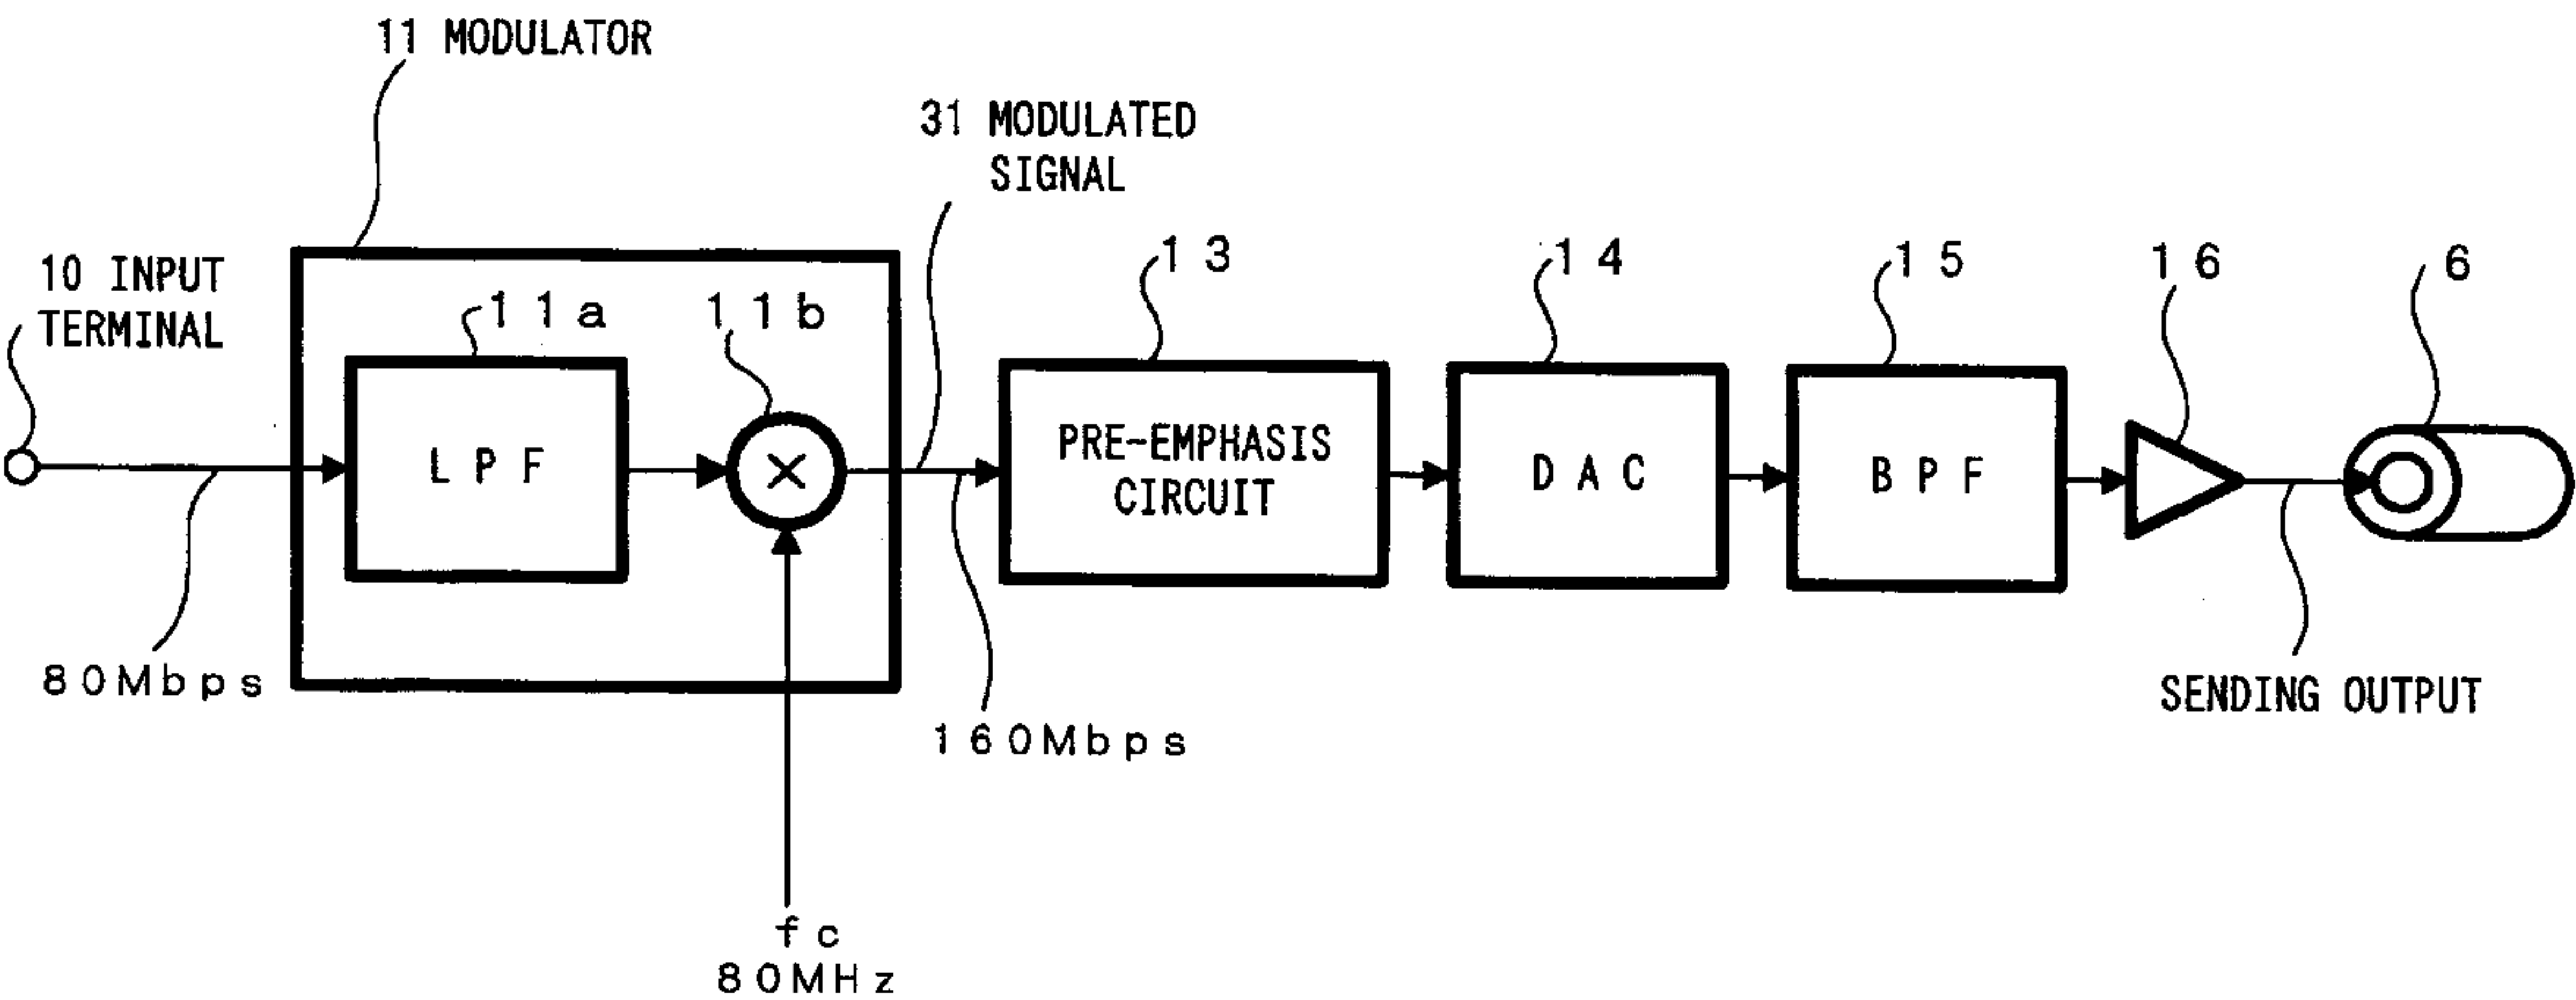 11 MODULATOR
31 MODULATED
SIGNAL
10 INPUT
TERMINAL
11a
11b
13
14
15
16
6
LPF
×
PRE-EMPHASIS
CIRCUIT
DAC
BPF
80Mbps
160Mbps
SENDING OUTPUT
fc
80MHz